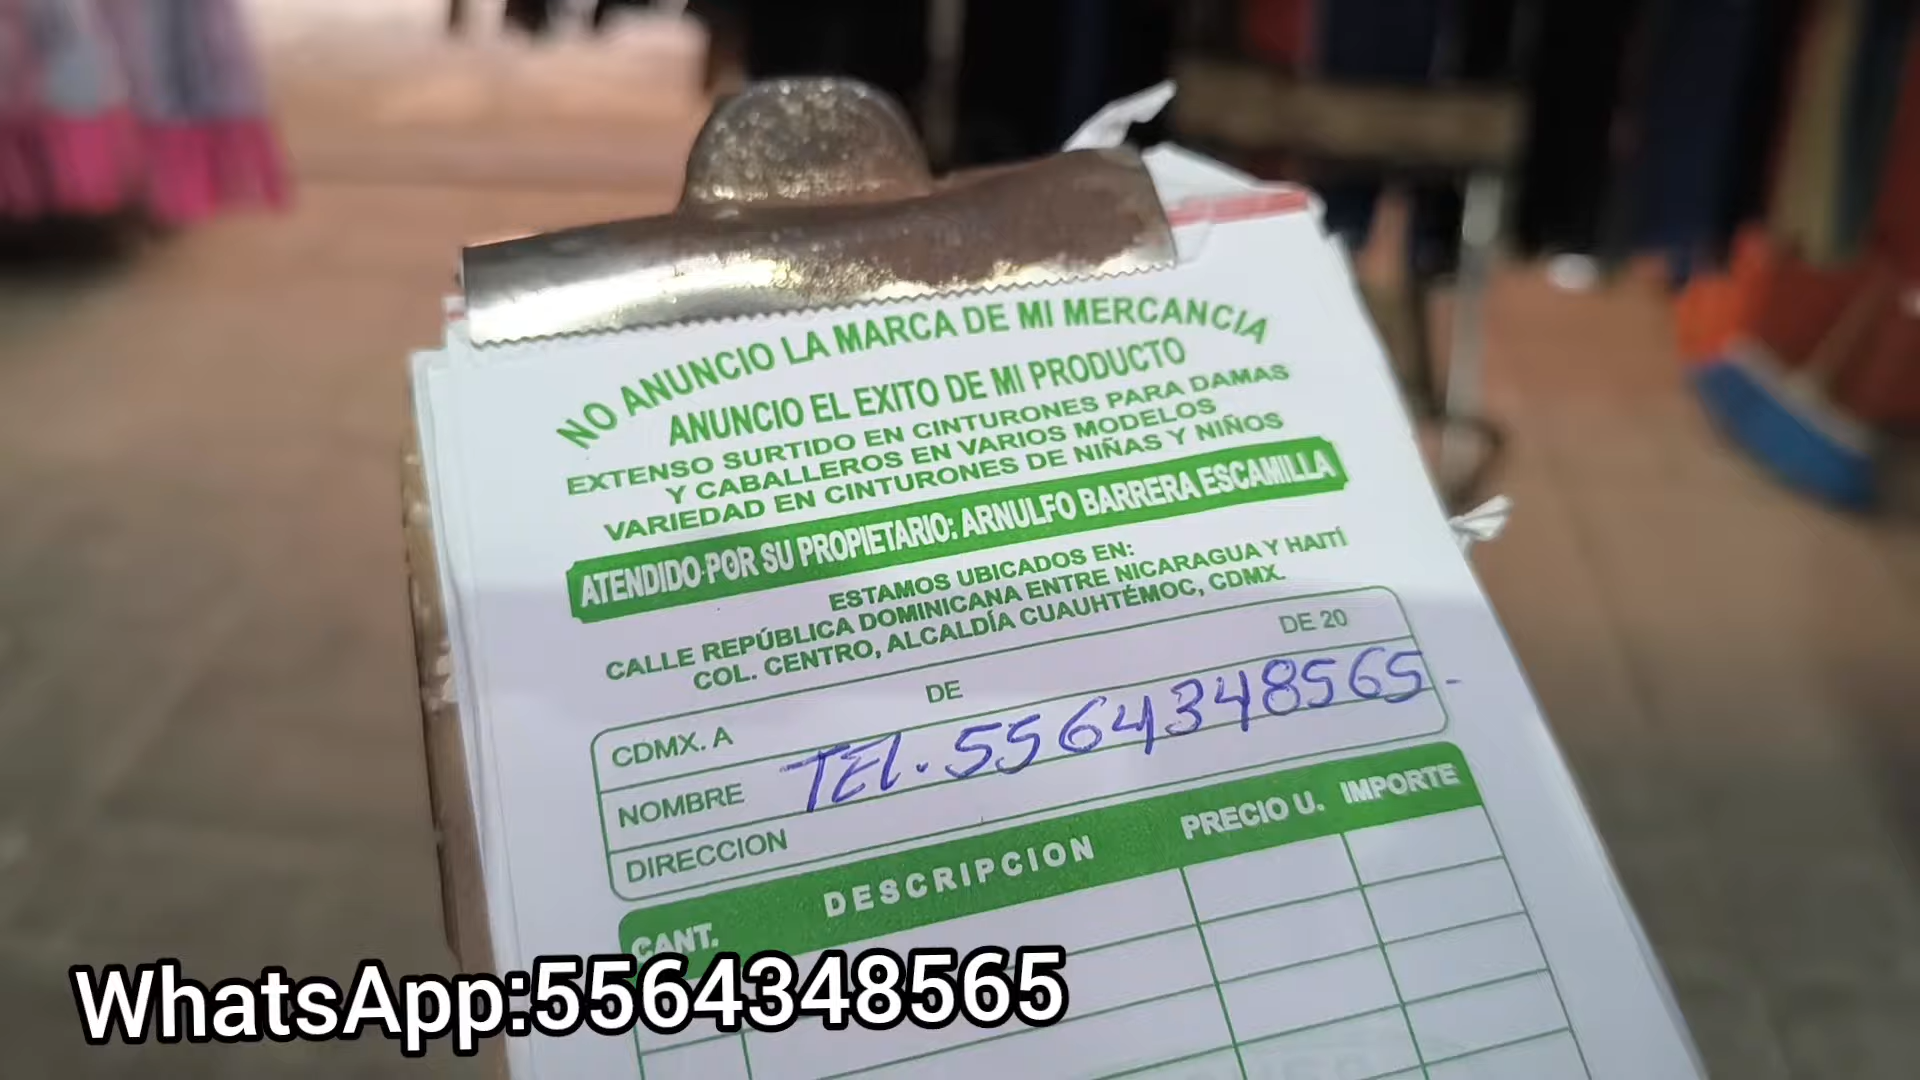 NO ANUNCIO LA MARCA DE MI MERCANCIA
ANUNCIO EL EXITO DE MI PRODUCTO
EXTENSO SURTIDO EN CINTURONES PARA DAMAS
Y CABALLEROS EN VARIOS MODELOS
VARIEDAD EN CINTURONES DE NIÑAS Y NIÑOS
ATENDIDO POR SU PROPIETARIO: ARNULFO BARRERA ESCAMILLA
ESTAMOS UBICADOS EN:
CALLE REPÚBLICA DOMINICANA ENTRE NICARAGUA Y HAITÍ
COL. CENTRO, ALCALDÍA CUAUHTÉMOC, CDMX.
CDMX. A DE DE 20
NOMBRE TEL. 5564348565-
DIRECCION
CANT. DESCRIPCION PRECIO U. IMPORTE
WhatsApp:5564348565